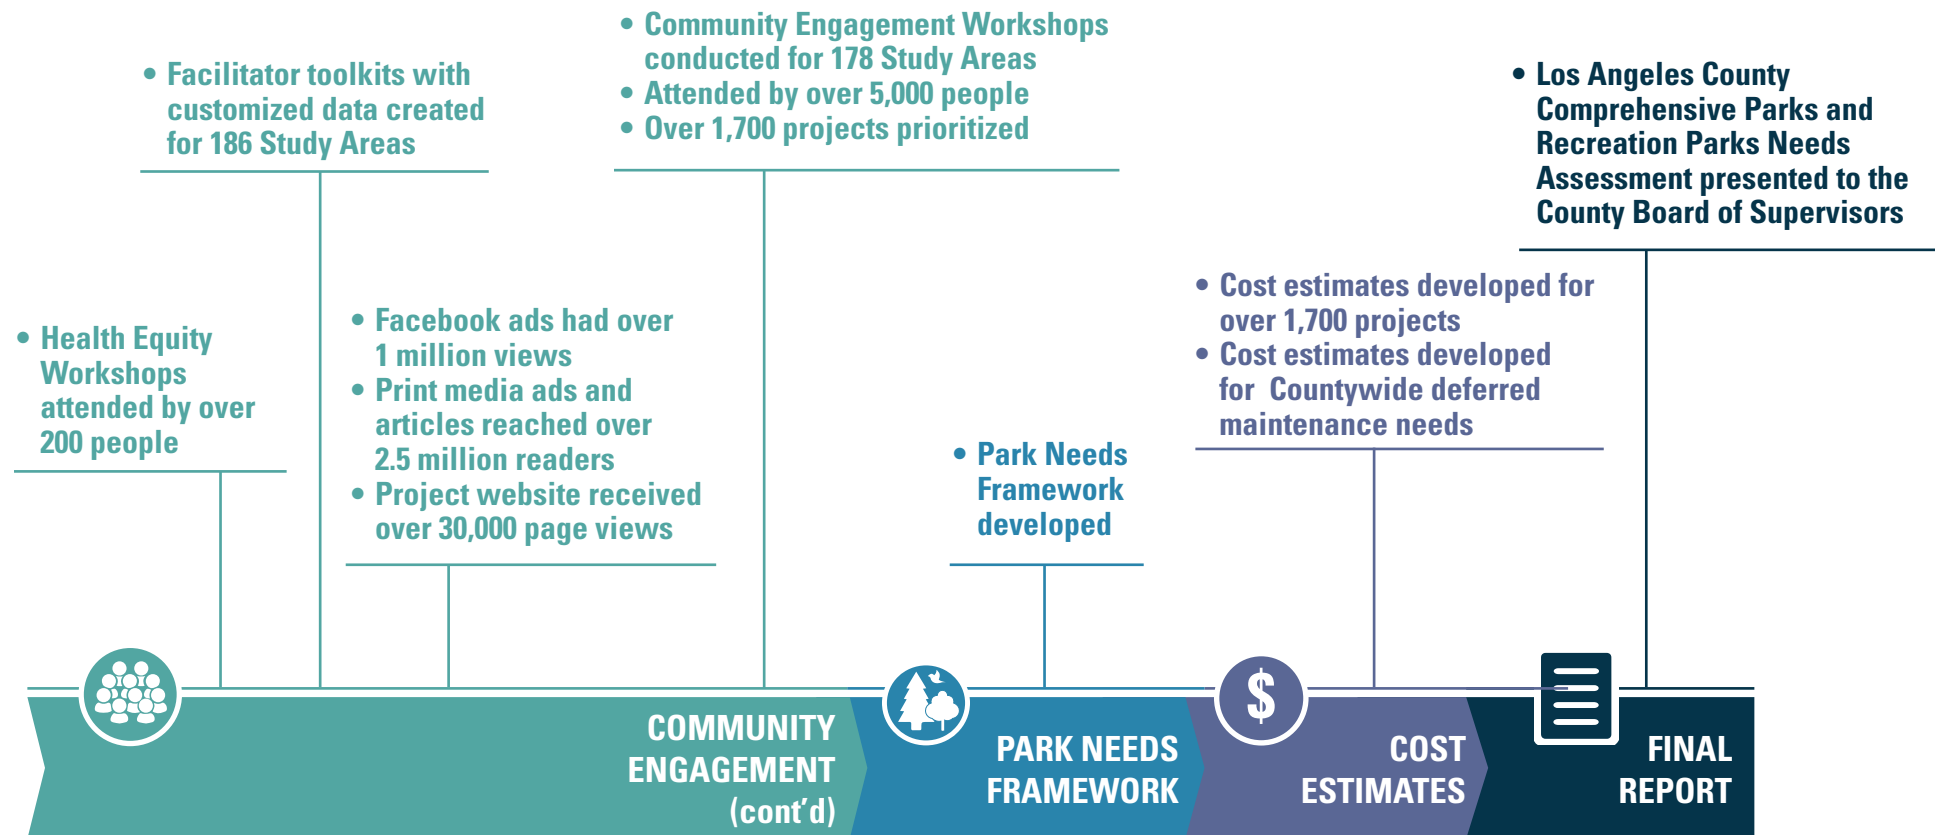 • Health Equity
Workshops
attended by over
200 people
• Facilitator toolkits with
customized data created
for 186 Study Areas
• Facebook ads had over
1 million views
• Print media ads and
articles reached over
2.5 million readers
• Project website received
over 30,000 page views
• Community Engagement Workshops
conducted for 178 Study Areas
• Attended by over 5,000 people
• Over 1,700 projects prioritized
• Park Needs
Framework
developed
• Cost estimates developed for
over 1,700 projects
• Cost estimates developed
for Countywide deferred
maintenance needs
• Los Angeles County
Comprehensive Parks and
Recreation Parks Needs
Assessment presented to the
County Board of Supervisors
COMMUNITY
ENGAGEMENT
(cont'd)
PARK NEEDS
FRAMEWORK
$
COST
ESTIMATES
FINAL
REPORT